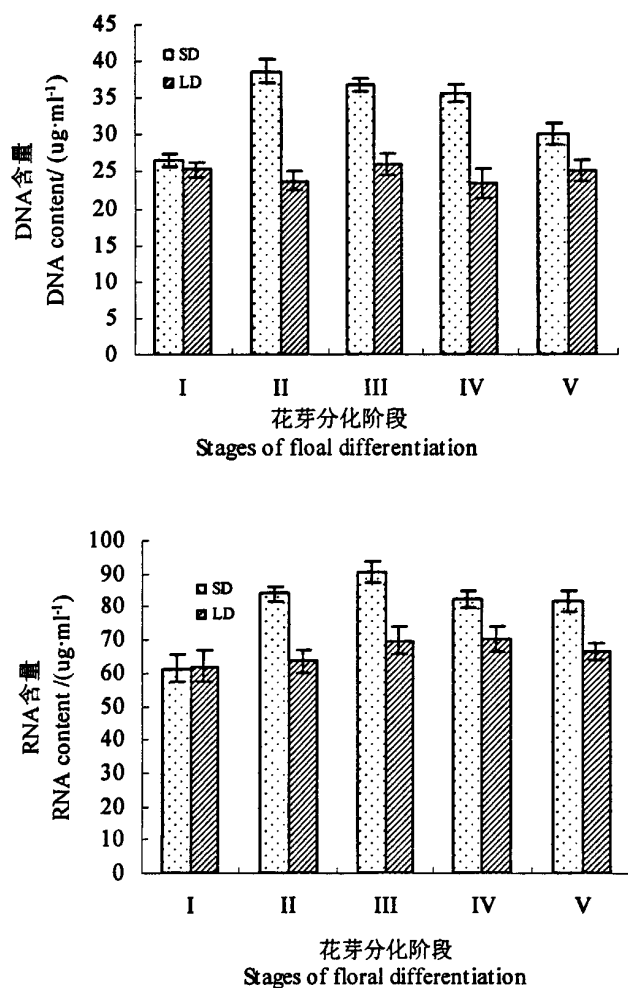 45
40
35
30
25
20
15
10
5
0
DNA含量
DNA content/ (ug·ml⁻¹)
SD
LD
I II III IV V
花芽分化阶段
Stages of floal differentiation
100
90
80
70
60
50
40
30
20
10
0
RNA含量
RNA content /(ug·ml⁻¹)
SD
LD
I II III IV V
花芽分化阶段
Stages of floral differentiation